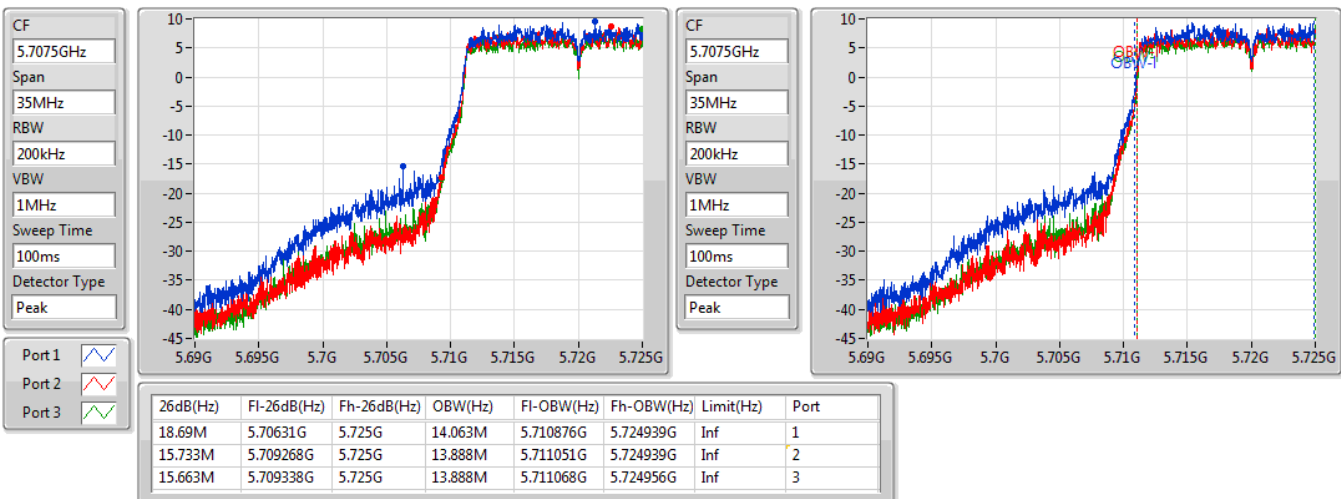 CF
5.7075GHz
Span
35MHz
RBW
200kHz
VBW
1MHz
Sweep Time
100ms
Detector Type
Peak
Port 1
Port 2
Port 3
10
5
0
-5
-10
-15
-20
-25
-30
-35
-40
-45
5.69G 5.695G 5.7G 5.705G 5.71G 5.715G 5.72G 5.725G
CF
5.7075GHz
Span
35MHz
RBW
200kHz
VBW
1MHz
Sweep Time
100ms
Detector Type
Peak
10
5
0
-5
-10
-15
-20
-25
-30
-35
-40
-45
OBW-1
5.69G 5.695G 5.7G 5.705G 5.71G 5.715G 5.72G 5.725G
26dB(Hz) Fl-26dB(Hz) Fh-26dB(Hz) OBW(Hz) Fl-OBW(Hz) Fh-OBW(Hz) Limit(Hz) Port
18.69M 5.70631G 5.725G 14.063M 5.710876G 5.724939G Inf 1
15.733M 5.709268G 5.725G 13.888M 5.711051G 5.724939G Inf 2
15.663M 5.709338G 5.725G 13.888M 5.711068G 5.724956G Inf 3